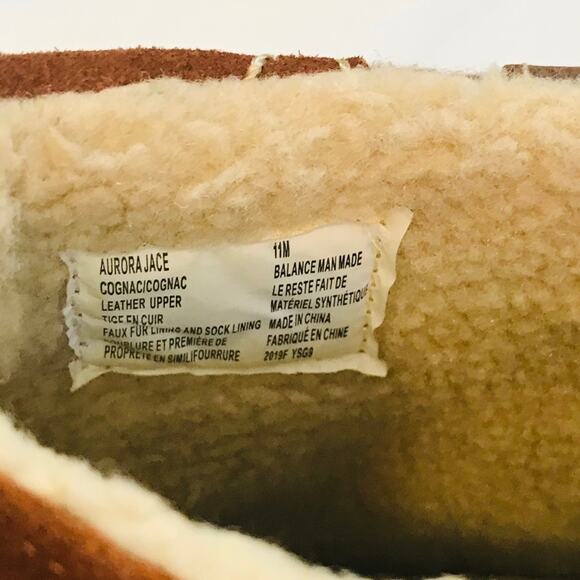 AURORA JACE
COGNAC/COGNAC
LEATHER UPPER
TIGE EN CUIR
FAUX FUR LINING AND SOCK LINING
DOUBLURE ET PREMIÈRE DE
PROPRETÉ EN SIMILIFOURRURE
11M
BALANCE MAN MADE
LE RESTE FAIT DE
MATÉRIEL SYNTHÉTIQUE
MADE IN CHINA
FABRIQUÉ EN CHINE
2019F YSG9